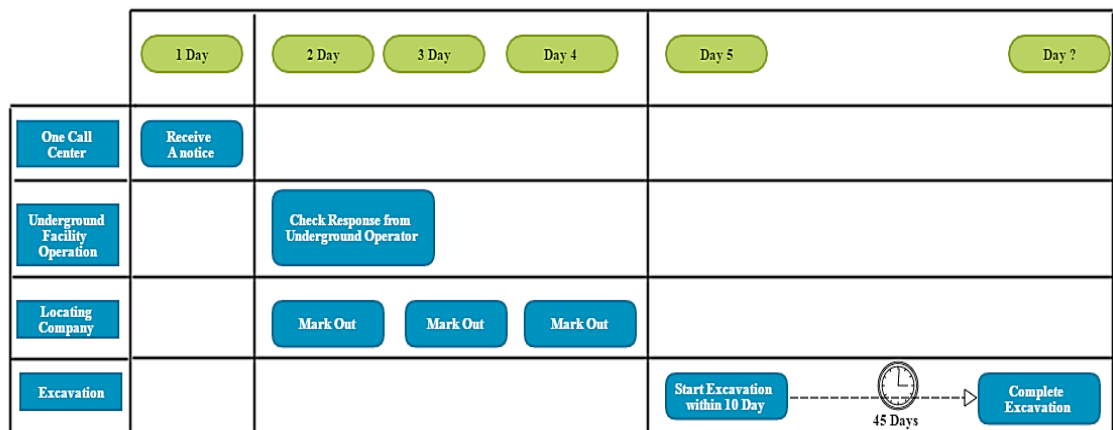 1 Day
2 Day
3 Day
Day 4
Day 5
Day ?
One Call
Center
Receive
A notice
Underground
Facility
Operation
Check Response from
Underground Operator
Locating
Company
Mark Out
Mark Out
Mark Out
Excavation
Start Excavation
within 10 Day
45 Days
Complete
Excavation